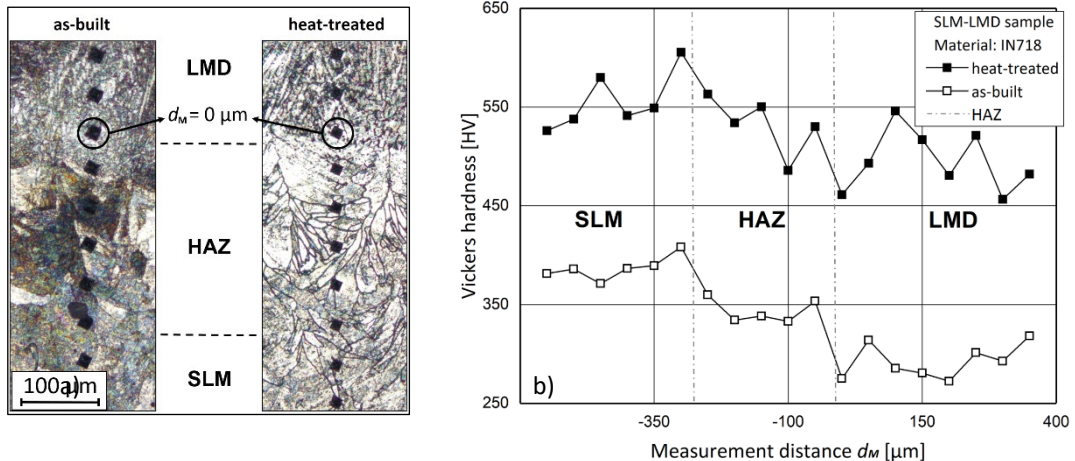 as-built
heat-treated
LMD
dM = 0 µm
HAZ
SLM
100 µm
a)
650
550
450
350
250
Vickers hardness [HV]
SLM-LMD sample
Material: IN718
heat-treated
as-built
HAZ
SLM
HAZ
LMD
b)
-350
-100
150
400
Measurement distance dM [µm]